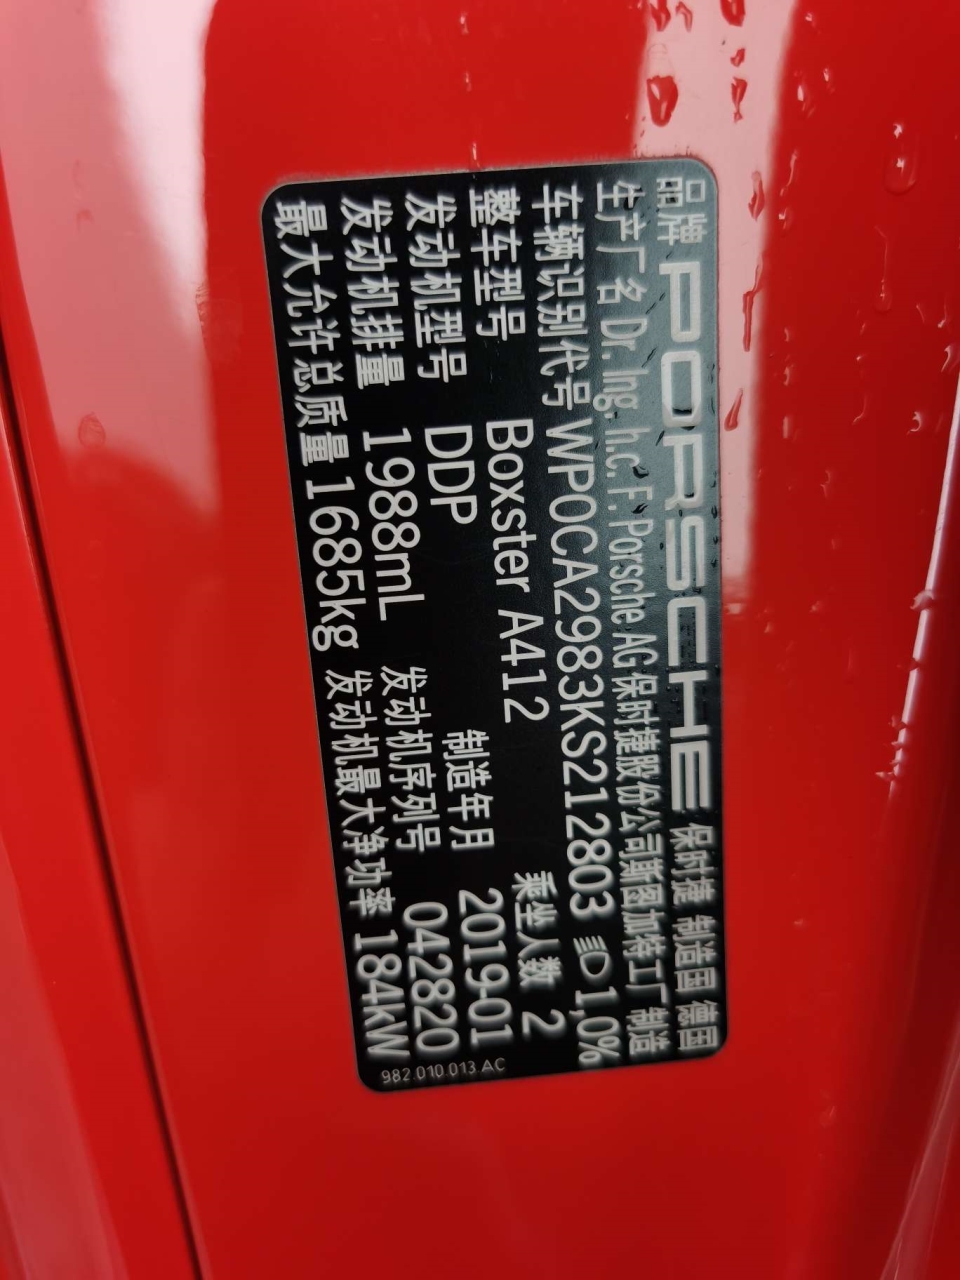 品牌 PORSCHE 保时捷 制造国 德国
生产厂名 Dr. Ing. h.c. F. Porsche AG 保时捷股份公司斯图加特工厂制造
车辆识别代号 WP0CA2983KS212803 1,0%
整车型号 Boxster A412 乘坐人数 2
发动机型号 DDP 制造年月 2019-01
发动机排量 1988mL 发动机序列号 042820
最大允许总质量 1685kg 发动机最大净功率 184kW
982.010.013 AC